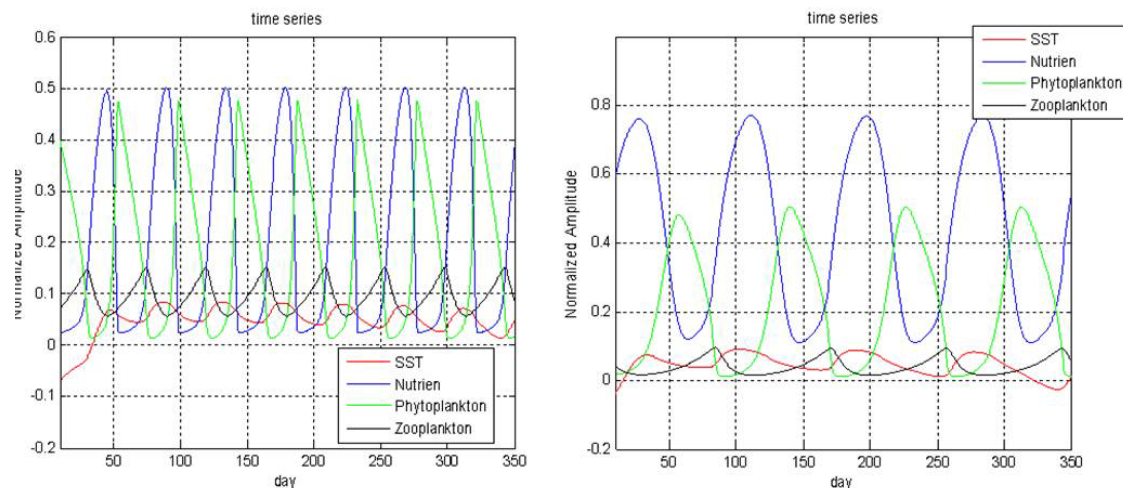 time series
0.6
0.5
0.4
0.3
0.2
0.1
0
-0.1
-0.2
Normalized Amplitude
50 100 150 200 250 300 350
day
SST
Nutrien
Phytoplankton
Zooplankton
time series
0.8
0.6
0.4
0.2
0
-0.2
Normalized Amplitude
50 100 150 200 250 300 350
day
SST
Nutrien
Phytoplankton
Zooplankton